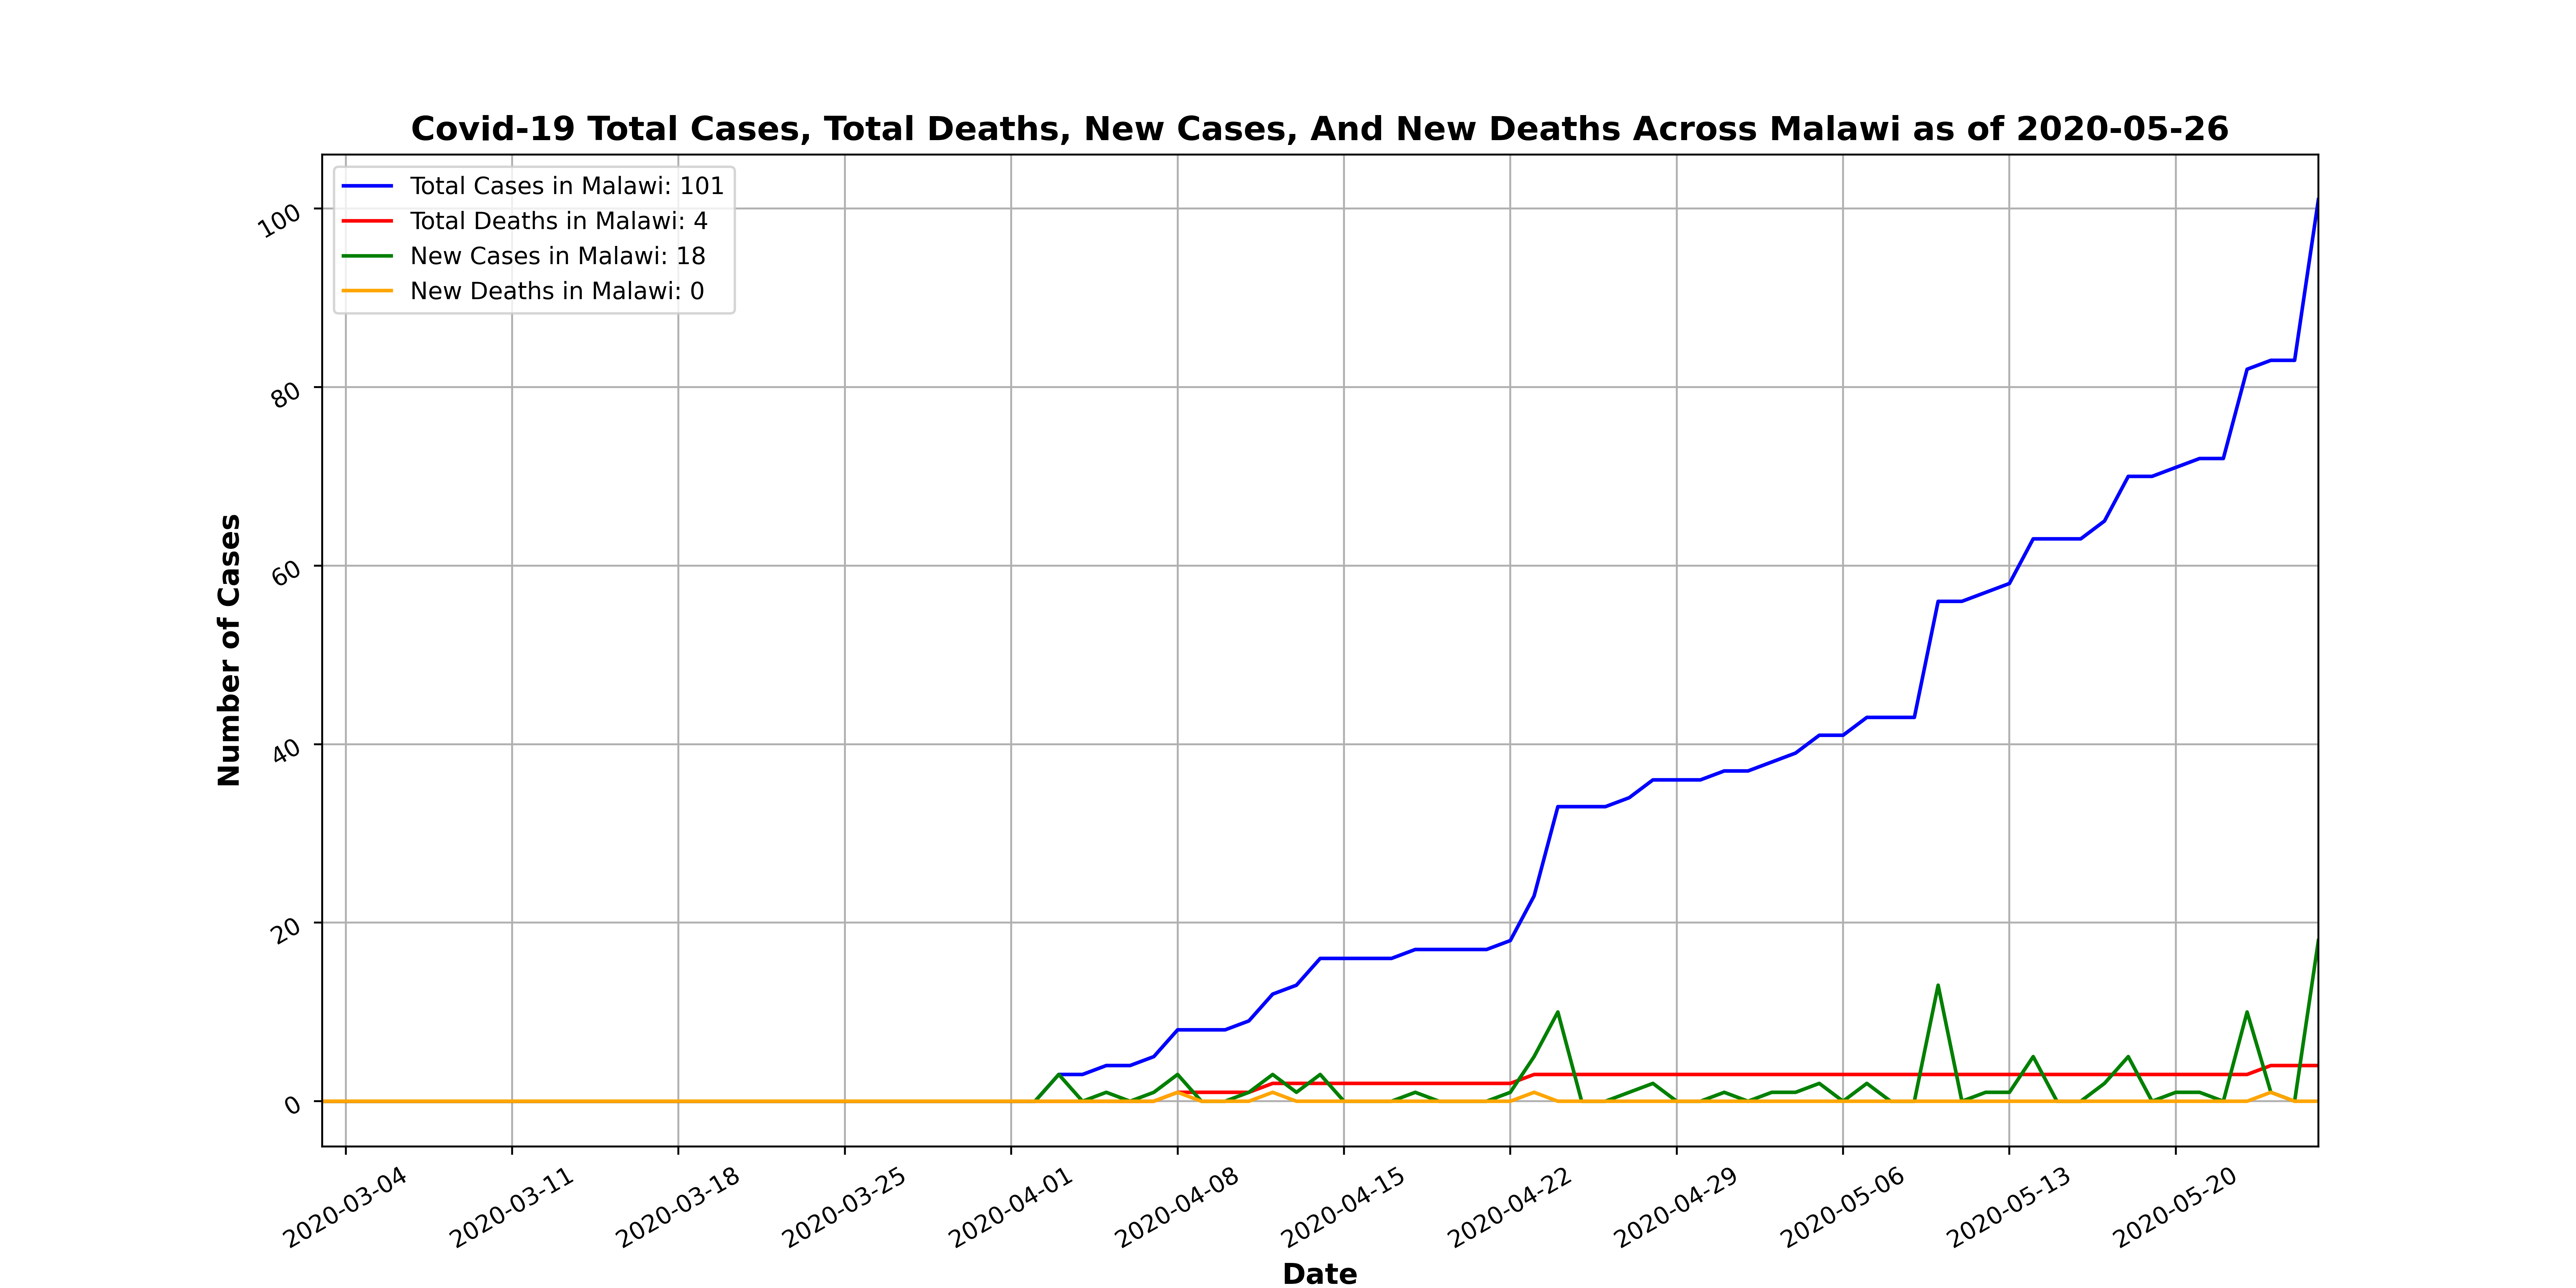 Covid-19 Total Cases, Total Deaths, New Cases, And New Deaths Across Malawi as of 2020-05-26
Total Cases in Malawi: 101
Total Deaths in Malawi: 4
New Cases in Malawi: 18
New Deaths in Malawi: 0
Number of Cases
100
80
60
40
20
0
2020-03-04
2020-03-11
2020-03-18
2020-03-25
2020-04-01
2020-04-08
2020-04-15
2020-04-22
2020-04-29
2020-05-06
2020-05-13
2020-05-20
Date